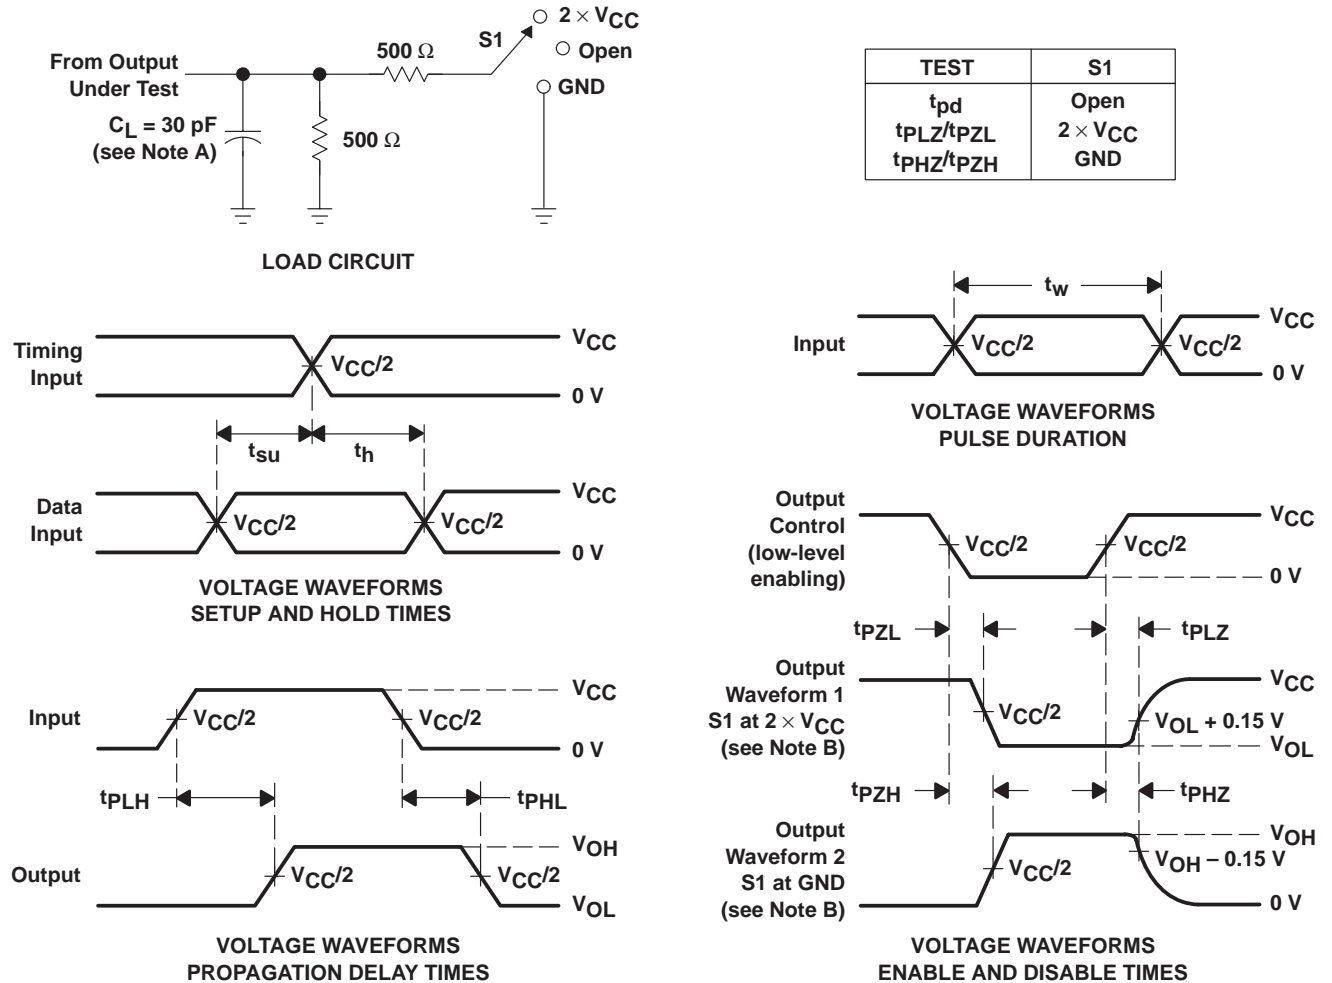 From Output
Under Test
C_L = 30 pF
(see Note A)
500 Ω
500 Ω
S1
2 × V_CC
Open
GND
LOAD CIRCUIT
TEST S1
t_pd Open
t_PLZ/t_PZL 2 × V_CC
t_PHZ/t_PZH GND
Timing
Input
V_CC/2
V_CC
0 V
t_su
t_h
Data
Input
V_CC/2
V_CC/2
V_CC
0 V
VOLTAGE WAVEFORMS
SETUP AND HOLD TIMES
t_w
Input
V_CC/2
V_CC/2
V_CC
0 V
VOLTAGE WAVEFORMS
PULSE DURATION
Input
V_CC/2
V_CC/2
V_CC
0 V
t_PLH
t_PHL
Output
V_CC/2
V_CC/2
V_OH
V_OL
VOLTAGE WAVEFORMS
PROPAGATION DELAY TIMES
Output
Control
(low-level
enabling)
V_CC/2
V_CC/2
V_CC
0 V
t_PZL
t_PLZ
Output
Waveform 1
S1 at 2 × V_CC
(see Note B)
V_CC/2
V_CC
V_OL + 0.15 V
V_OL
t_PZH
t_PHZ
Output
Waveform 2
S1 at GND
(see Note B)
V_CC/2
V_OH
V_OH − 0.15 V
0 V
VOLTAGE WAVEFORMS
ENABLE AND DISABLE TIMES